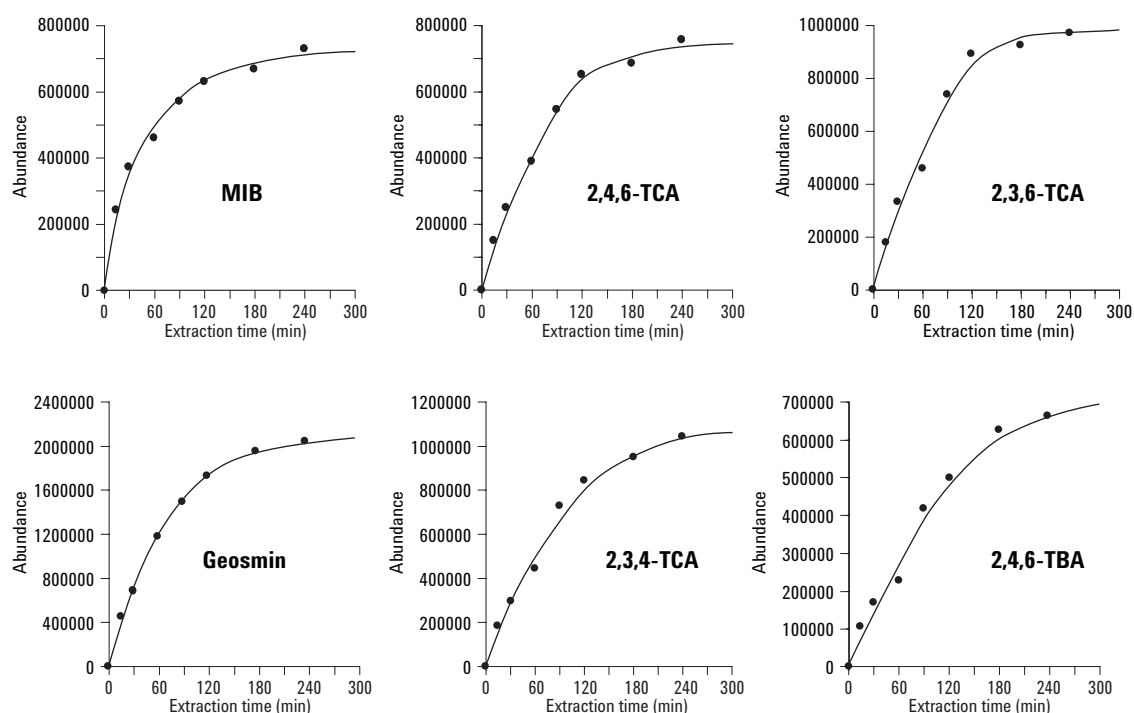 800000
600000
400000
200000
0
Abundance
MIB
0 60 120 180 240 300
Extraction time (min)
800000
600000
400000
200000
0
Abundance
2,4,6-TCA
0 60 120 180 240 300
Extraction time (min)
1000000
800000
600000
400000
200000
0
Abundance
2,3,6-TCA
0 60 120 180 240 300
Extraction time (min)
2400000
2000000
1600000
1200000
800000
400000
0
Abundance
Geosmin
0 60 120 180 240 300
Extraction time (min)
1200000
1000000
800000
600000
400000
200000
0
Abundance
2,3,4-TCA
0 60 120 180 240 300
Extraction time (min)
700000
600000
500000
400000
300000
200000
100000
0
Abundance
2,4,6-TBA
0 60 120 180 240 300
Extraction time (min)